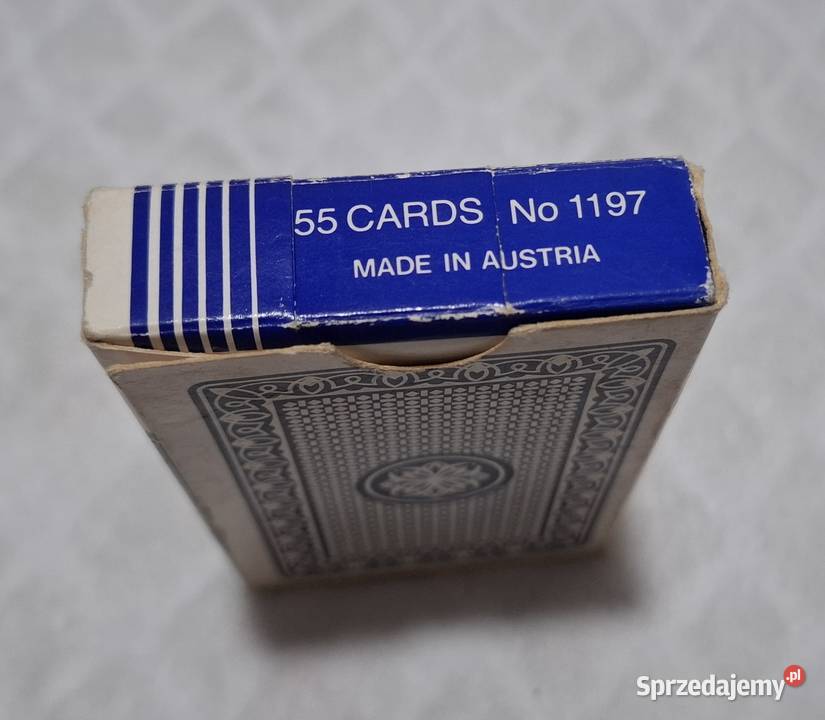 55 CARDS No 1197
MADE IN AUSTRIA
Sprzedajemy.pl